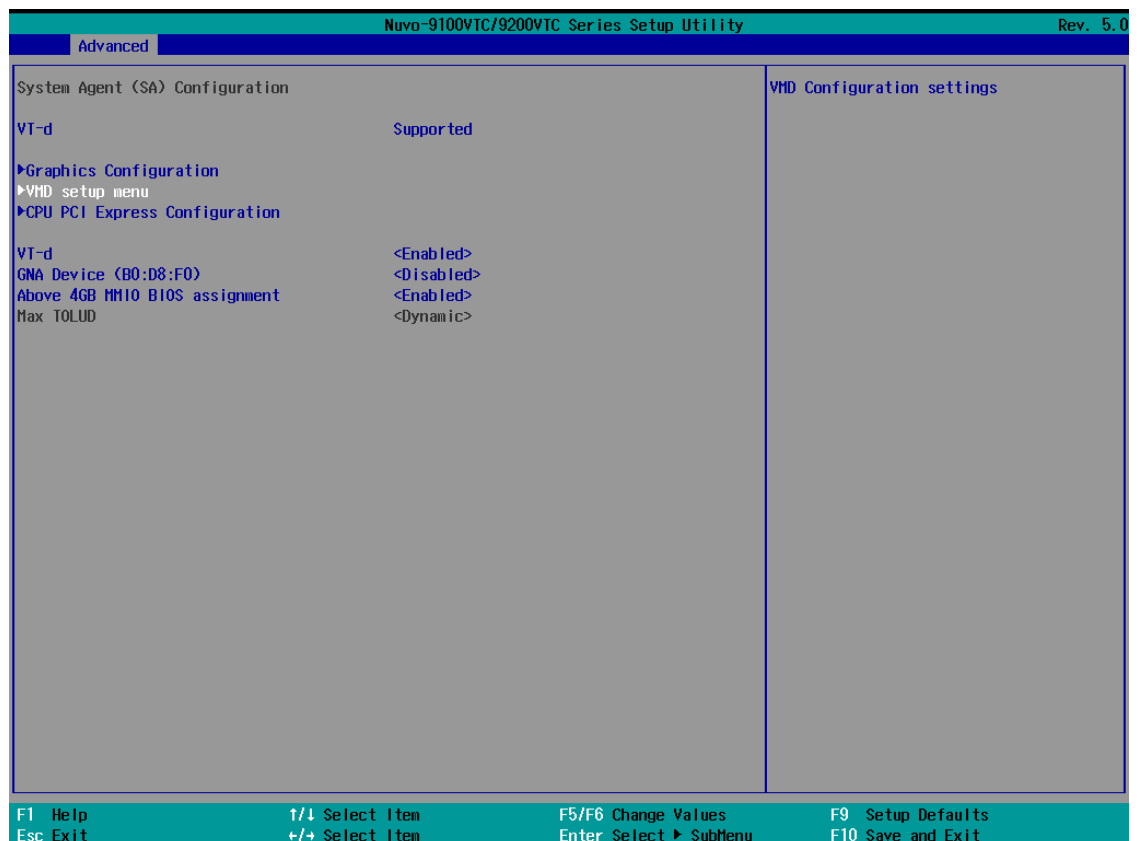 Nuvo-9100VTC/9200VTC Series Setup Utility Rev. 5.0
Advanced
System Agent (SA) Configuration
VMD Configuration settings
VT-d Supported
▶Graphics Configuration
▶VMD setup menu
▶CPU PCI Express Configuration
VT-d <Enabled>
GNA Device (B0:D8:F0) <Disabled>
Above 4GB MMIO BIOS assignment <Enabled>
Max TOLUD <Dynamic>
F1 Help ↑/↓ Select Item F5/F6 Change Values F9 Setup Defaults
Esc Exit ←/→ Select Item Enter Select ▶ SubMenu F10 Save and Exit